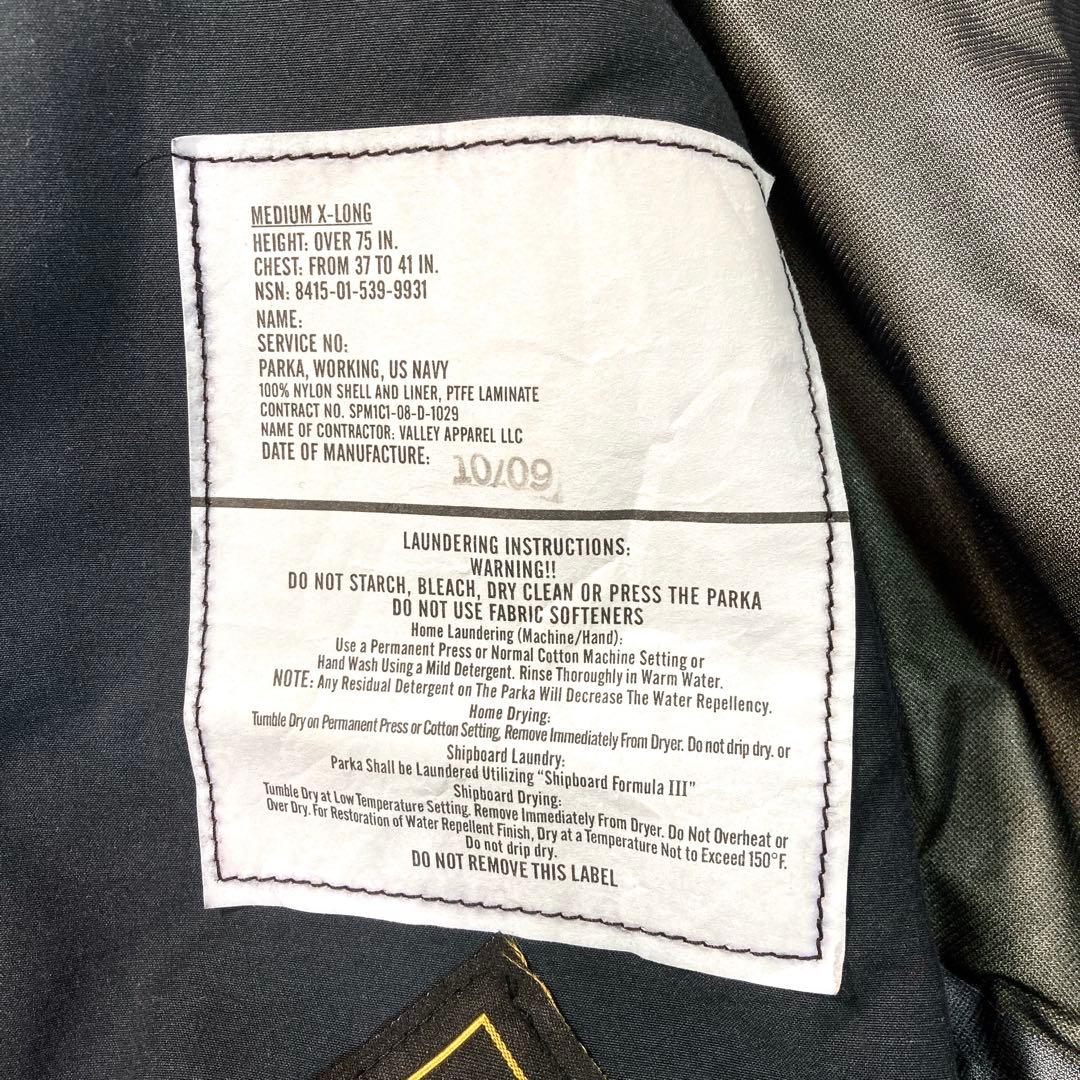 MEDIUM X-LONG
HEIGHT: OVER 75 IN.
CHEST: FROM 37 TO 41 IN.
NSN: 8415-01-539-9931
NAME:
SERVICE NO:
PARKA, WORKING, US NAVY
100% NYLON SHELL AND LINER, PTFE LAMINATE
CONTRACT NO. SPM1C1-08-D-1029
NAME OF CONTRACTOR: VALLEY APPAREL LLC
DATE OF MANUFACTURE: 10/09
LAUNDERING INSTRUCTIONS:
WARNING!!
DO NOT STARCH, BLEACH, DRY CLEAN OR PRESS THE PARKA
DO NOT USE FABRIC SOFTENERS
Home Laundering (Machine/Hand):
Use a Permanent Press or Normal Cotton Machine Setting or
Hand Wash Using a Mild Detergent. Rinse Thoroughly in Warm Water.
NOTE: Any Residual Detergent on The Parka Will Decrease The Water Repellency.
Home Drying:
Tumble Dry on Permanent Press or Cotton Setting, Remove Immediately From Dryer. Do not drip dry. or
Shipboard Laundry:
Parka Shall be Laundered Utilizing "Shipboard Formula III"
Shipboard Drying:
Tumble Dry at Low Temperature Setting. Remove Immediately From Dryer. Do Not Overheat or
Over Dry. For Restoration of Water Repellent Finish, Dry at a Temperature Not to Exceed 150°F.
Do not drip dry.
DO NOT REMOVE THIS LABEL